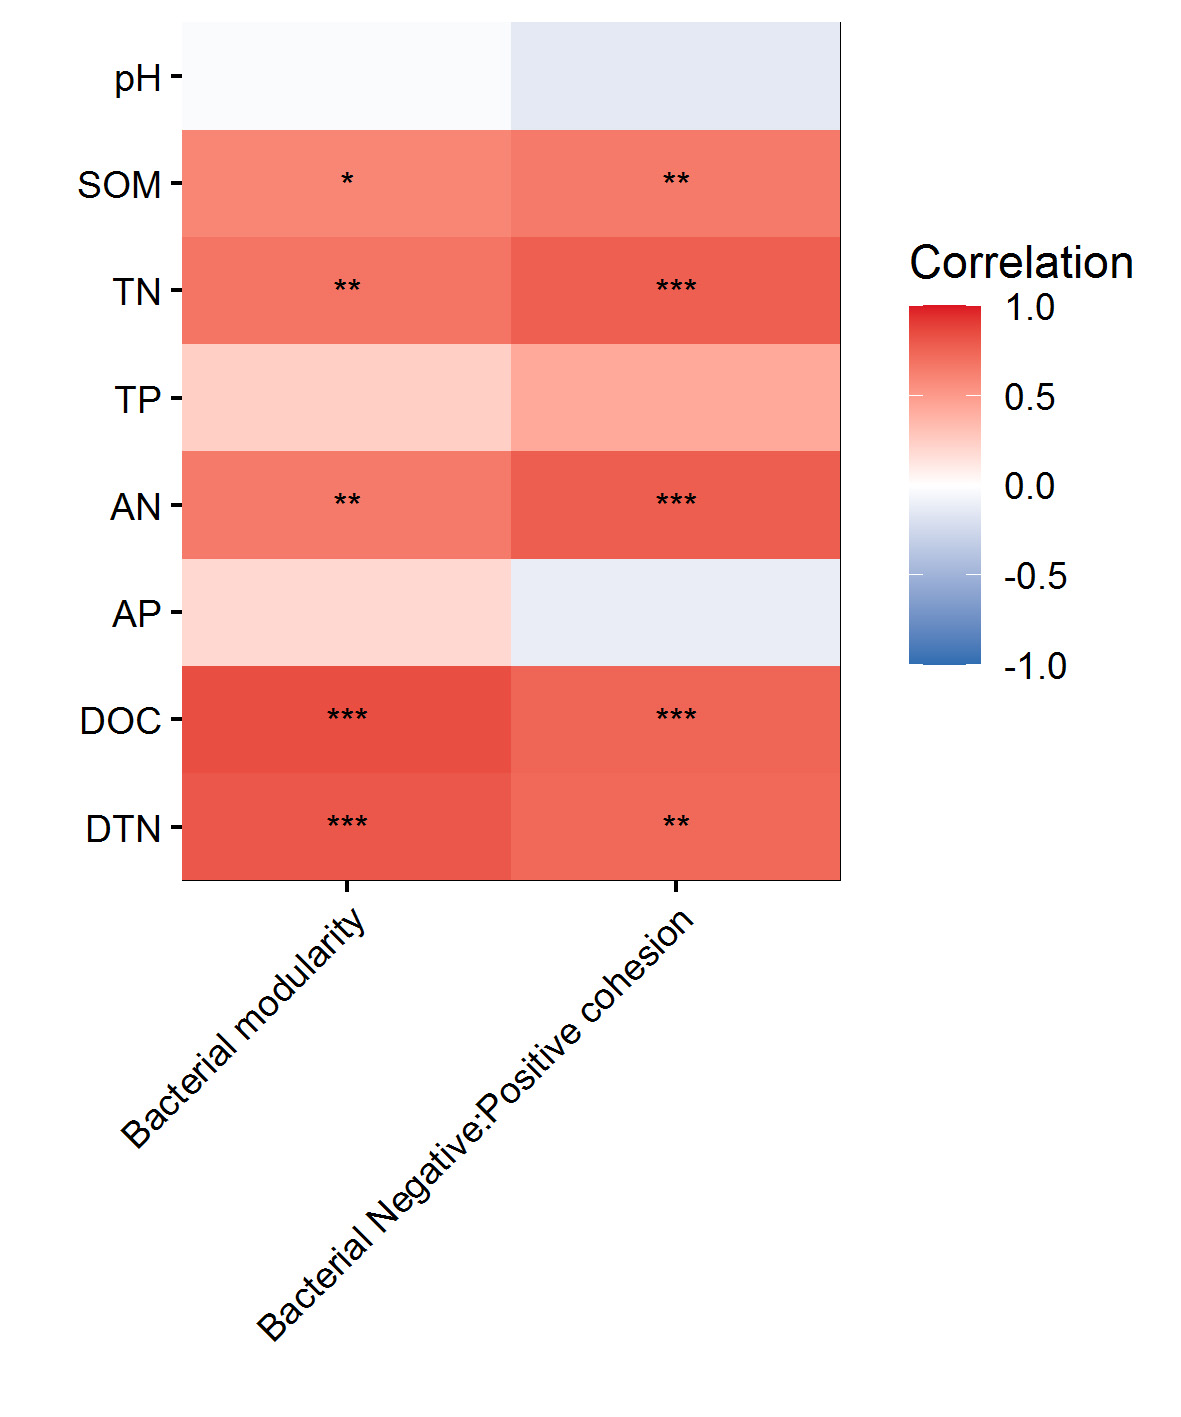 pH
SOM * **
TN ** ***
TP
AN ** ***
AP
DOC *** ***
DTN *** **
Bacterial modularity
Bacterial Negative:Positive cohesion
Correlation
1.0
0.5
0.0
-0.5
-1.0